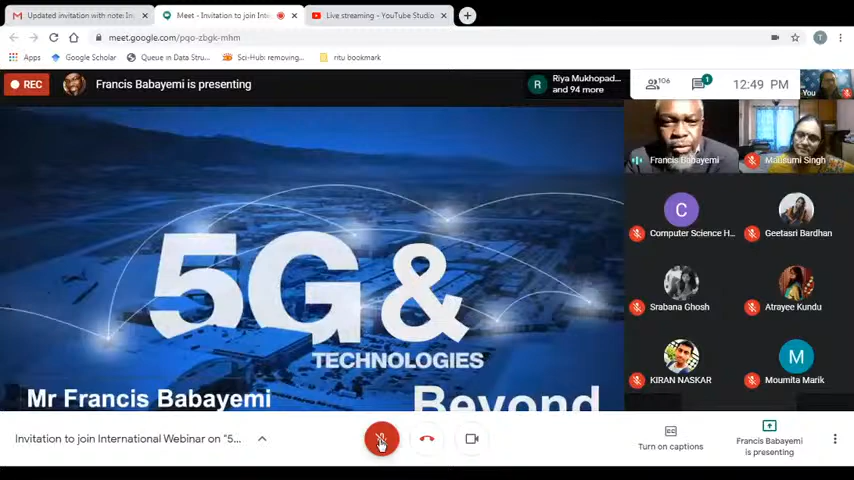 Updated invitation with note: In
Meet - Invitation to join Inte
Live streaming - YouTube Studio
meet.google.com/pqo-zbgk-mhm
T
Apps
Google Scholar
Queue in Data Stru...
Sci-Hub: removing...
ritu bookmark
REC
Francis Babayemi is presenting
R
Riya Mukhopad...
and 94 more
106
1
12:49 PM
You
Francis Babayemi
Mausumi Singh
C
Computer Science H...
Geetasri Bardhan
Srabana Ghosh
Atrayee Kundu
M
KIRAN NASKAR
Moumita Marik
5G &
TECHNOLOGIES
Mr Francis Babayemi
Beyond
Invitation to join International Webinar on "5...
Turn on captions
Francis Babayemi
is presenting